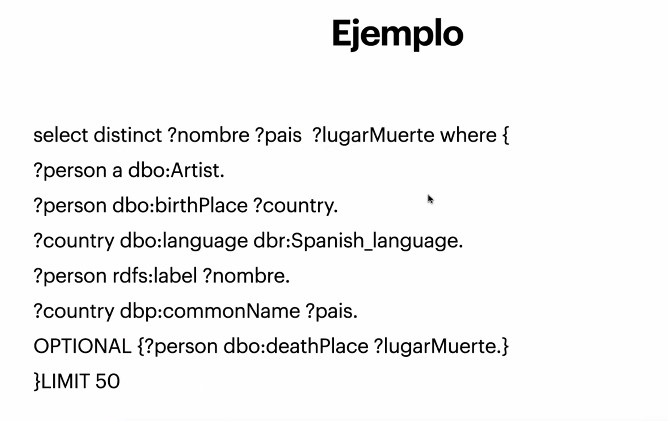 Ejemplo
select distinct ?nombre ?pais ?lugarMuerte where {
?person a dbo:Artist.
?person dbo:birthPlace ?country.
?country dbo:language dbr:Spanish_language.
?person rdfs:label ?nombre.
?country dbp:commonName ?pais.
OPTIONAL {?person dbo:deathPlace ?lugarMuerte.}
}LIMIT 50